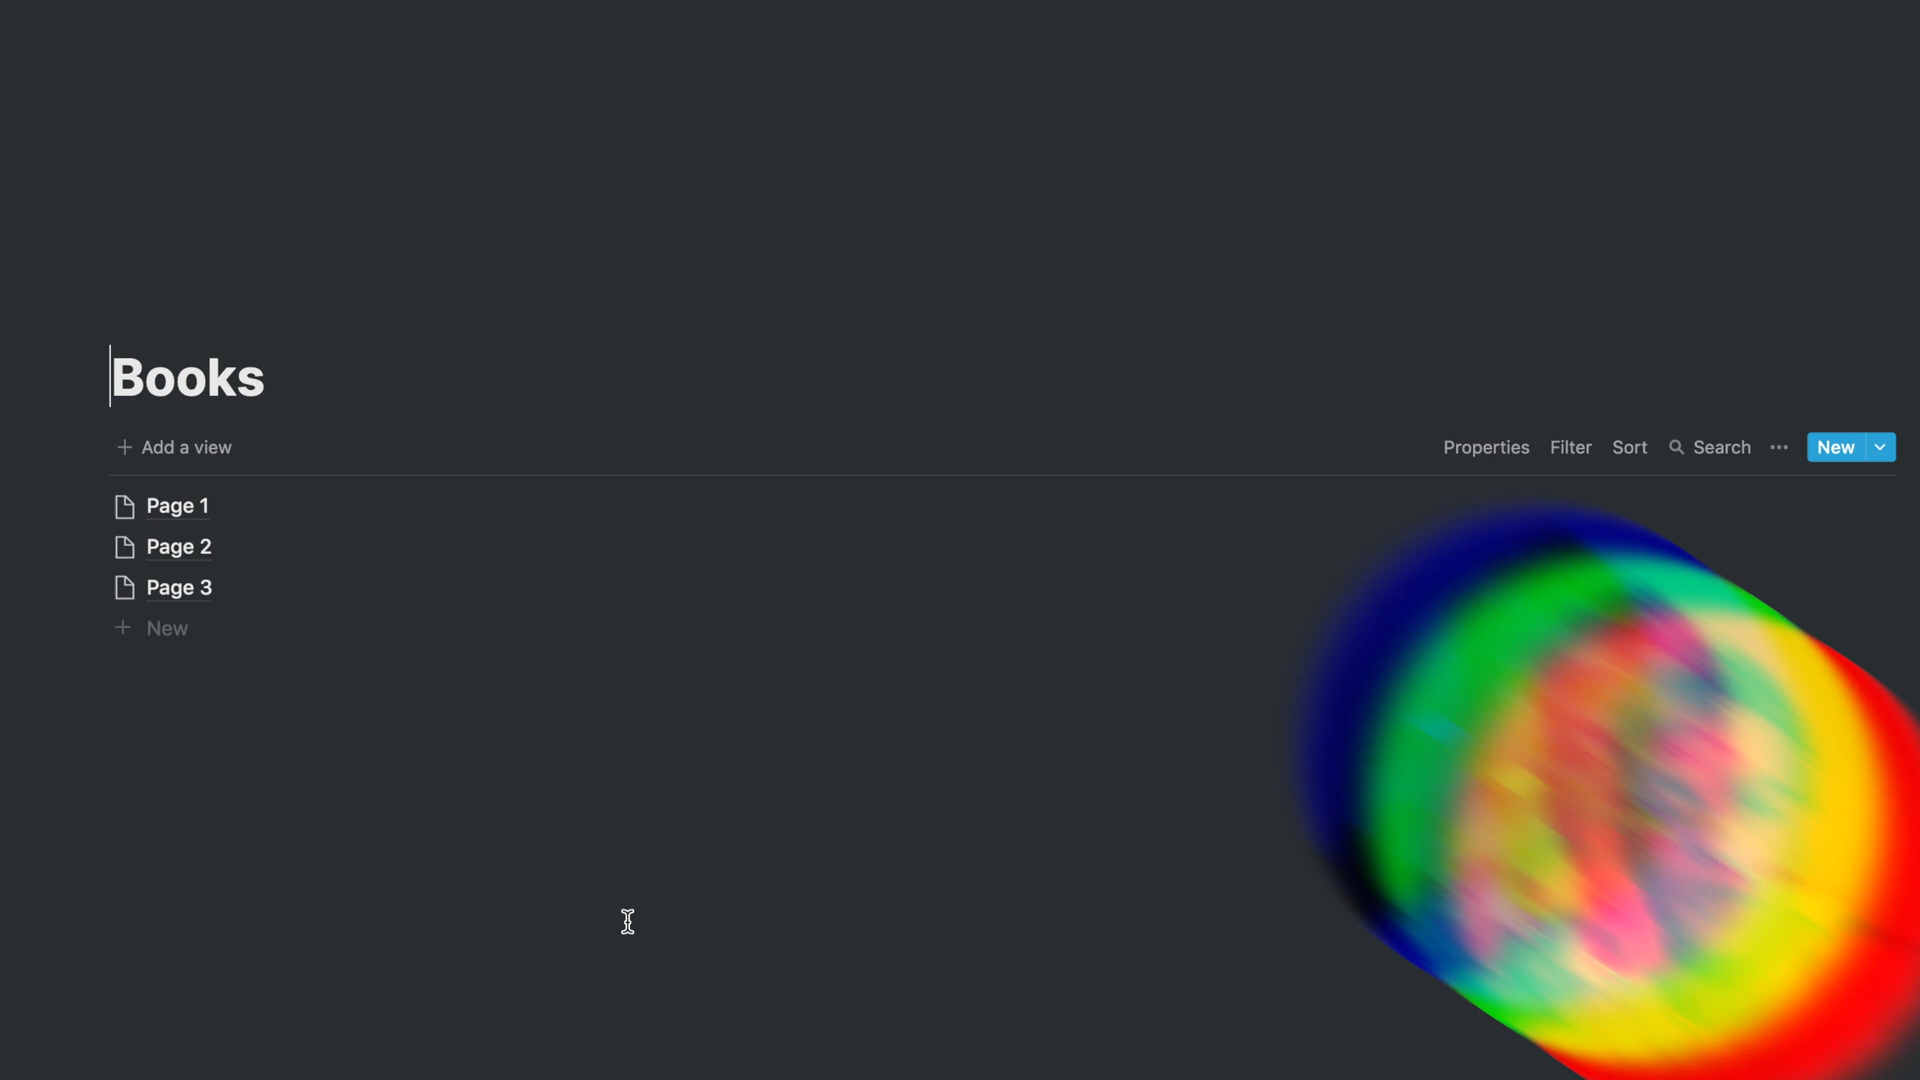 Books
Add a view
Properties Filter Sort Search ••• New
Page 1
Page 2
Page 3
New